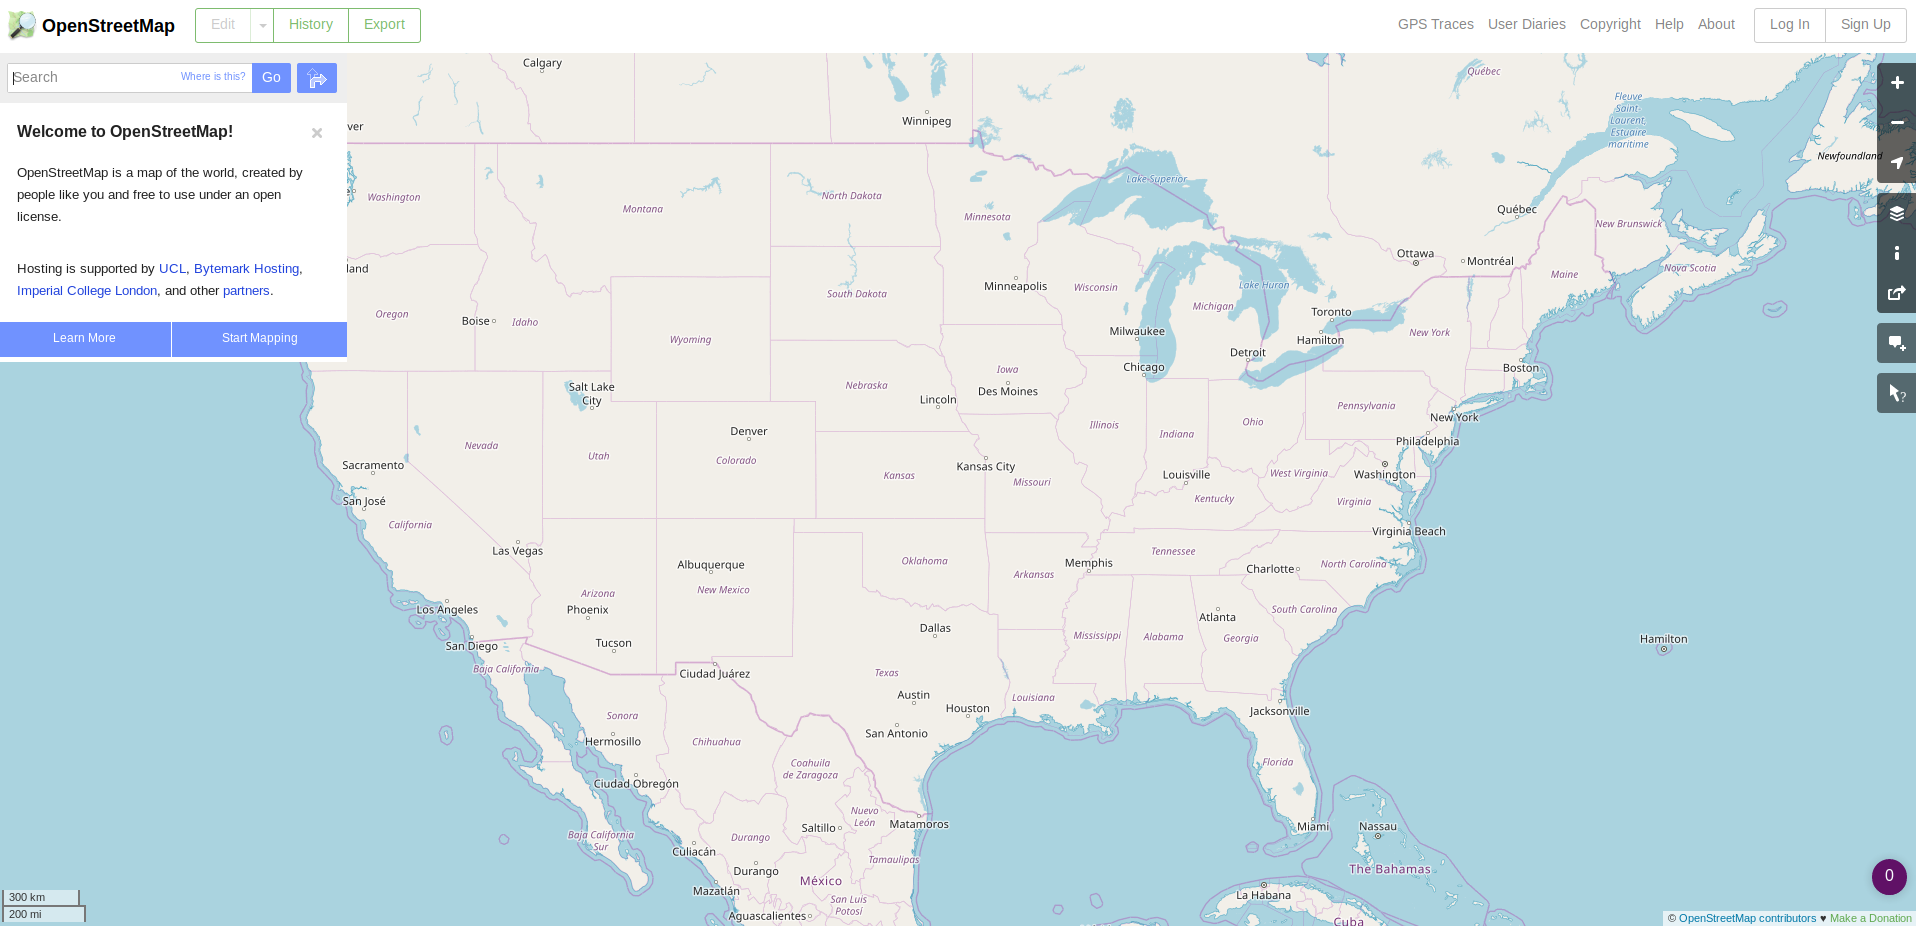 OpenStreetMap
Edit
History
Export
GPS Traces
User Diaries
Copyright
Help
About
Log In
Sign Up
Search
Where is this?
Go
Welcome to OpenStreetMap!
×
OpenStreetMap is a map of the world, created by
people like you and free to use under an open
license.
Hosting is supported by UCL, Bytemark Hosting,
Imperial College London, and other partners.
Learn More
Start Mapping
Calgary
Québec
Fleuve
Saint
Laurent,
Estuaire
maritime
Winnipeg
ver
Newfoundland
Lake Superior
Washington
Montana
North Dakota
Minnesota
Québec
New Brunswick
Ottawa
Montréal
land
Nova Scotia
Maine
Minneapolis
Wisconsin
Lake Huron
South Dakota
Michigan
Oregon
Boise
Idaho
Toronto
Milwaukee
New York
Hamilton
Wyoming
Detroit
Chicago
Boston
Iowa
Salt Lake
City
Nebraska
Des Moines
Lincoln
Pennsylvania
New York
Denver
Illinois
Indiana
Ohio
Philadelphia
Nevada
Utah
Colorado
Sacramento
Kansas City
Kansas
Missouri
Louisville
West Virginia
Washington
San José
Kentucky
Virginia
California
Virginia Beach
Las Vegas
Tennessee
Albuquerque
Oklahoma
Memphis
Arkansas
Charlotte
North Carolina
New Mexico
Arizona
Los Angeles
Phoenix
South Carolina
Atlanta
Dallas
Mississippi
Alabama
Georgia
Hamilton
Tucson
San Diego
Baja California
Ciudad Juárez
Texas
Austin
Louisiana
Houston
Jacksonville
Sonora
San Antonio
Hermosillo
Chihuahua
Coahuila
de Zaragoza
Florida
Ciudad Obregón
Nuevo
León
Baja California
Sur
Durango
Saltillo
Matamoros
Miami
Nassau
Culiacán
Tamaulipas
Durango
México
The Bahamas
0
Mazatlán
La Habana
300 km
San Luis
Potosí
200 mi
Aguascalientes
Cuba
© OpenStreetMap contributors ♥ Make a Donation